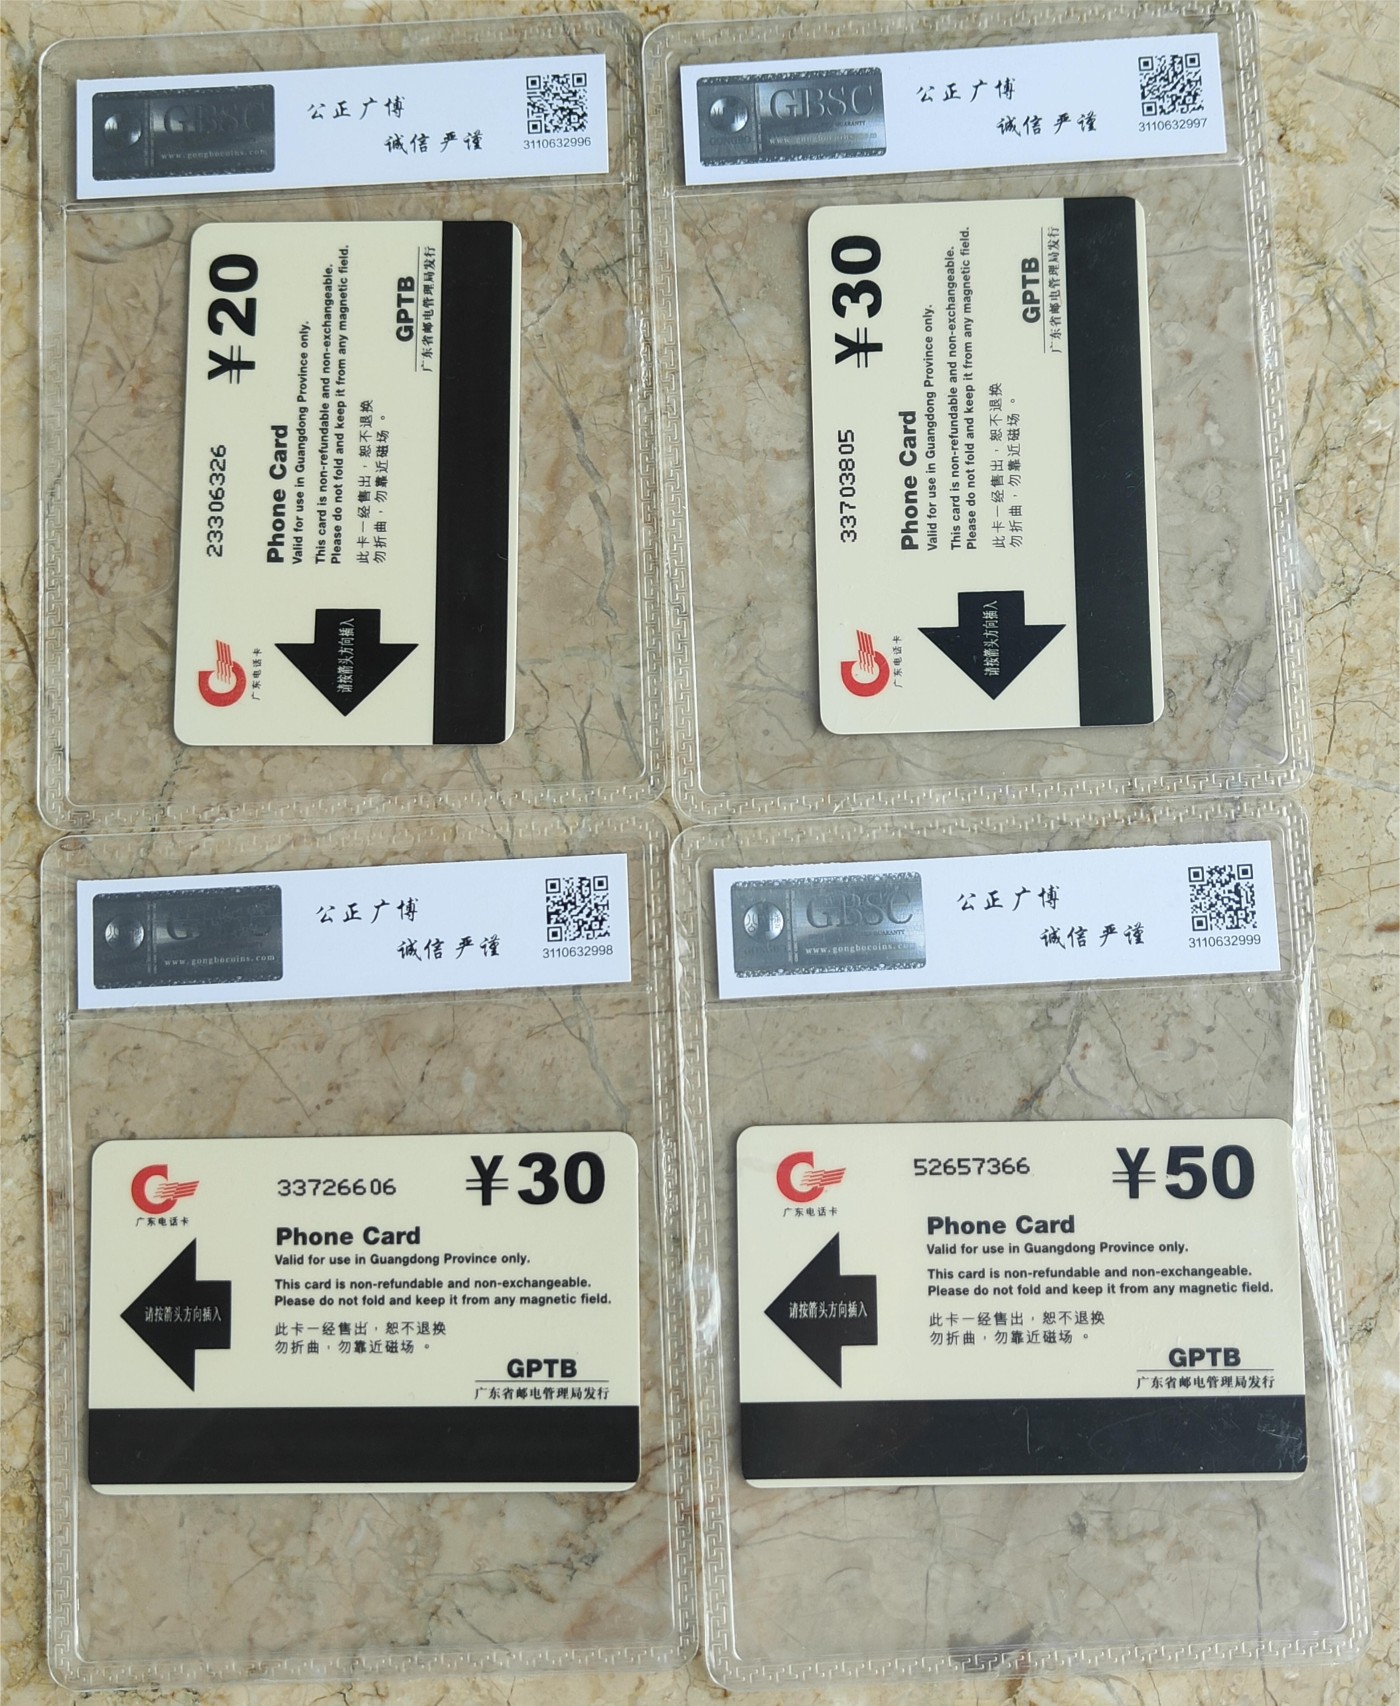 GBSC
www.gongbocoins.com
公正广博
诚信严谨
3110632996
¥20
23306326
Phone Card
Valid for use in Guangdong Province only.
This card is non-refundable and non-exchangeable.
Please do not fold and keep it from any magnetic field.
此卡一经售出，恕不退换
勿折曲，勿靠近磁场。
GPTB
广东省邮电管理局发行
广东电话卡
请按箭头方向插入
GBSC
www.gongbocoins.com
公正广博
诚信严谨
3110632997
¥30
33703805
Phone Card
Valid for use in Guangdong Province only.
This card is non-refundable and non-exchangeable.
Please do not fold and keep it from any magnetic field.
此卡一经售出，恕不退换
勿折曲，勿靠近磁场。
GPTB
广东省邮电管理局发行
广东电话卡
请按箭头方向插入
GBSC
www.gongbocoins.com
公正广博
诚信严谨
3110632998
广东电话卡
33726606
¥30
Phone Card
Valid for use in Guangdong Province only.
This card is non-refundable and non-exchangeable.
Please do not fold and keep it from any magnetic field.
请按箭头方向插入
此卡一经售出，恕不退换
勿折曲，勿靠近磁场。
GPTB
广东省邮电管理局发行
GBSC
www.gongbocoins.com
公正广博
诚信严谨
3110632999
广东电话卡
52657366
¥50
Phone Card
Valid for use in Guangdong Province only.
This card is non-refundable and non-exchangeable.
Please do not fold and keep it from any magnetic field.
请按箭头方向插入
此卡一经售出，恕不退换
勿折曲，勿靠近磁场。
GPTB
广东省邮电管理局发行